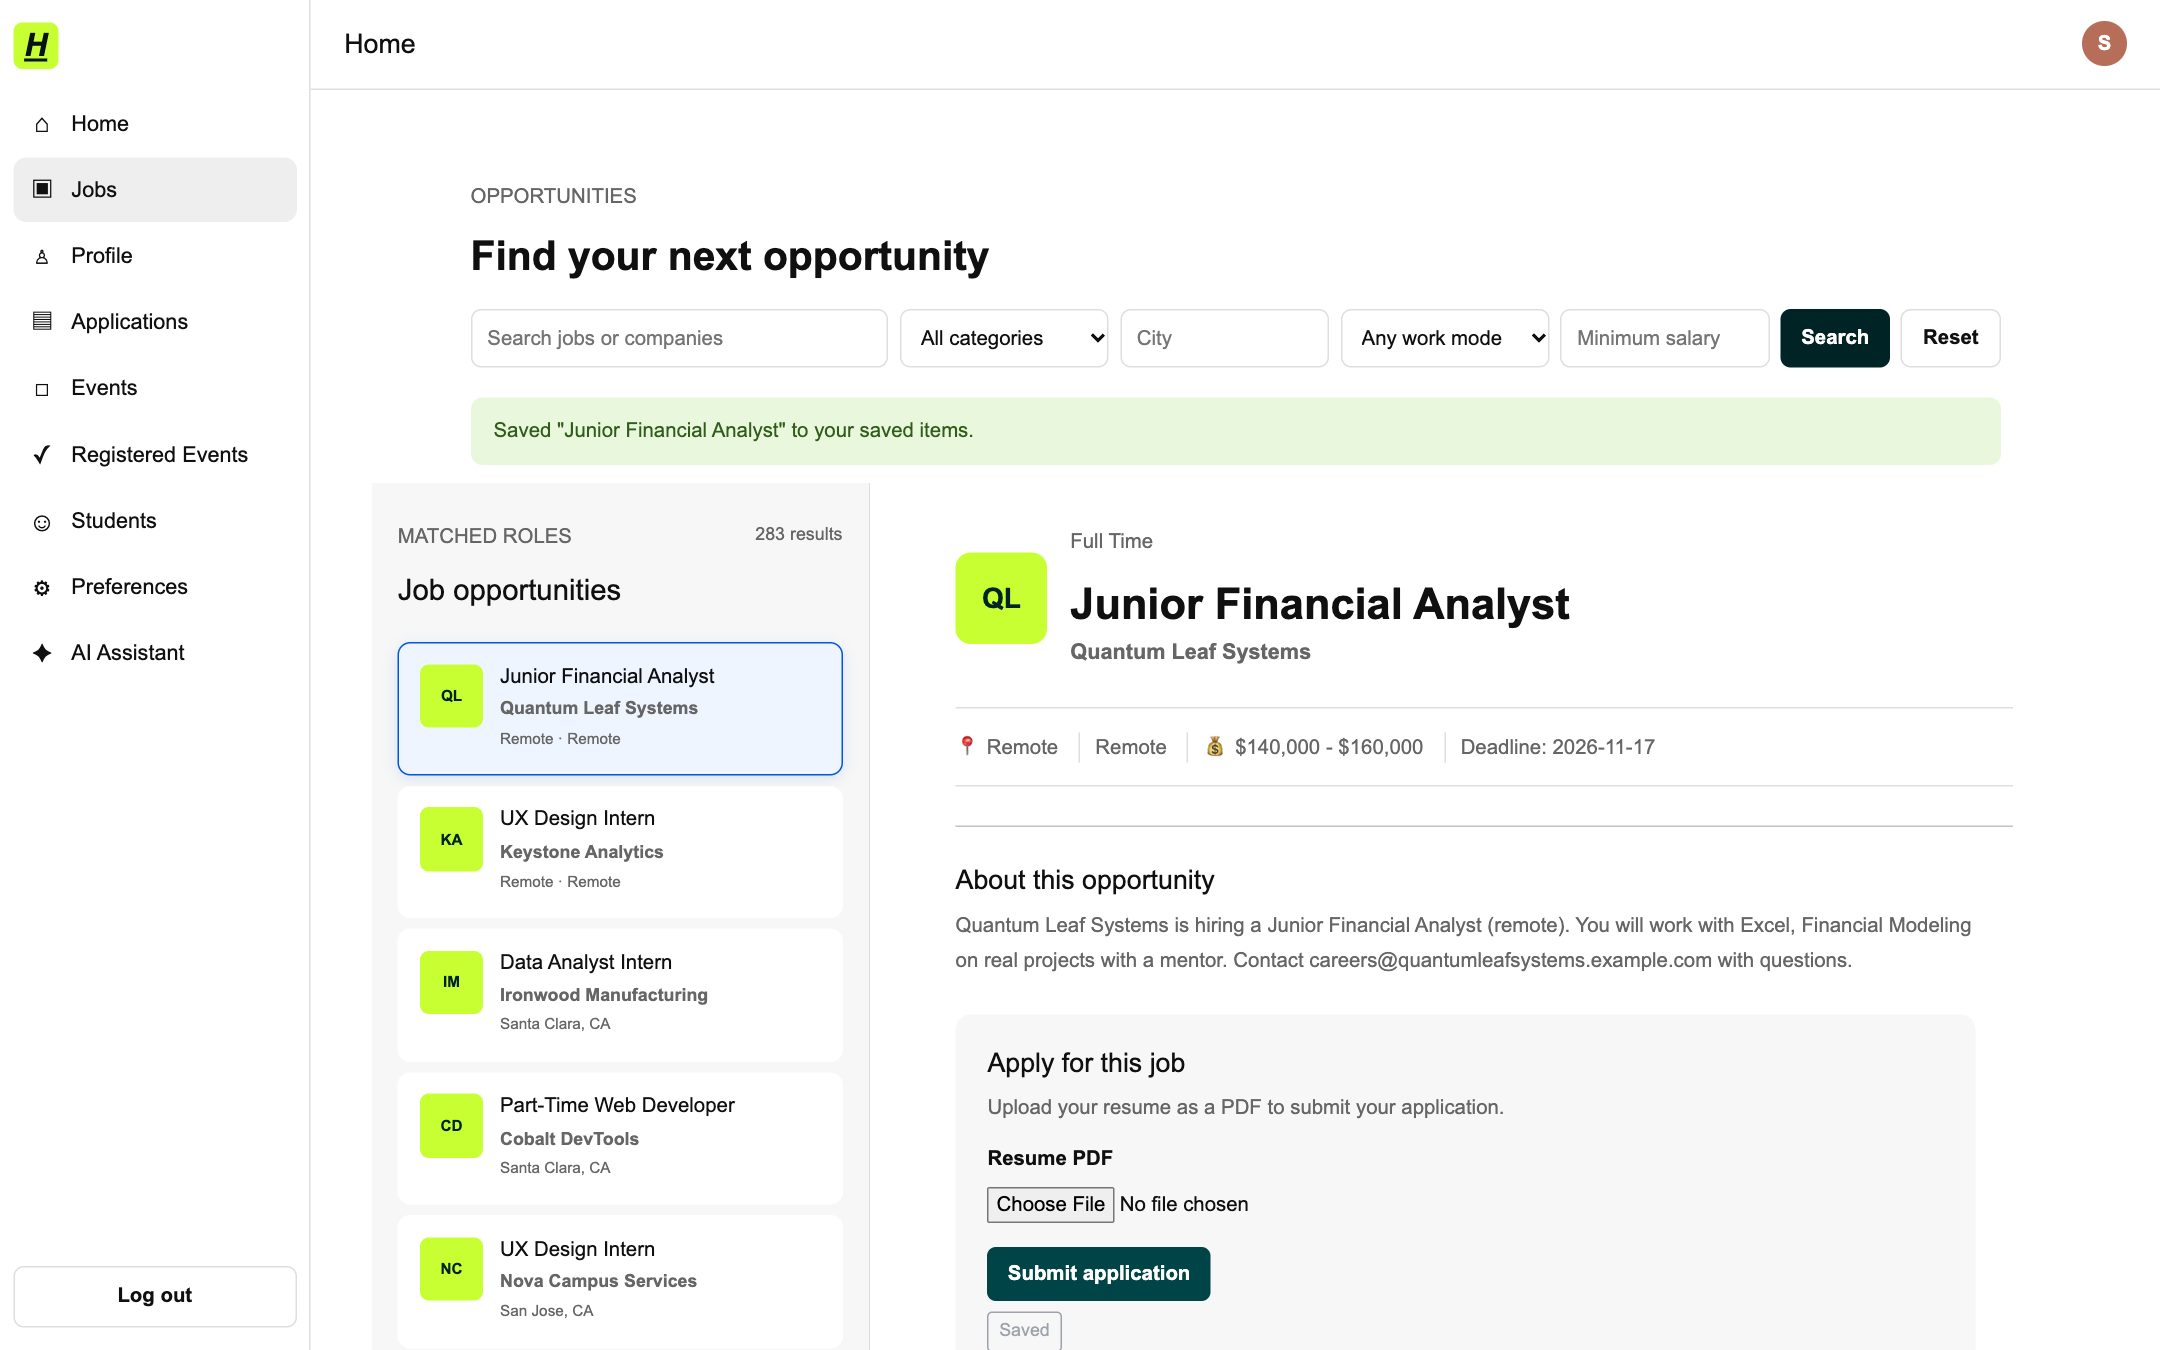 H
Home
S
Home
Jobs
Profile
Applications
Events
Registered Events
Students
Preferences
AI Assistant
Log out
OPPORTUNITIES
Find your next opportunity
Search jobs or companies
All categories
City
Any work mode
Minimum salary
Search
Reset
Saved "Junior Financial Analyst" to your saved items.
MATCHED ROLES
283 results
Job opportunities
QL
Junior Financial Analyst
Quantum Leaf Systems
Remote · Remote
KA
UX Design Intern
Keystone Analytics
Remote · Remote
IM
Data Analyst Intern
Ironwood Manufacturing
Santa Clara, CA
CD
Part-Time Web Developer
Cobalt DevTools
Santa Clara, CA
NC
UX Design Intern
Nova Campus Services
San Jose, CA
Full Time
QL
Junior Financial Analyst
Quantum Leaf Systems
Remote
Remote
$140,000 - $160,000
Deadline: 2026-11-17
About this opportunity
Quantum Leaf Systems is hiring a Junior Financial Analyst (remote). You will work with Excel, Financial Modeling
on real projects with a mentor. Contact careers@quantumleafsystems.example.com with questions.
Apply for this job
Upload your resume as a PDF to submit your application.
Resume PDF
Choose File No file chosen
Submit application
Saved